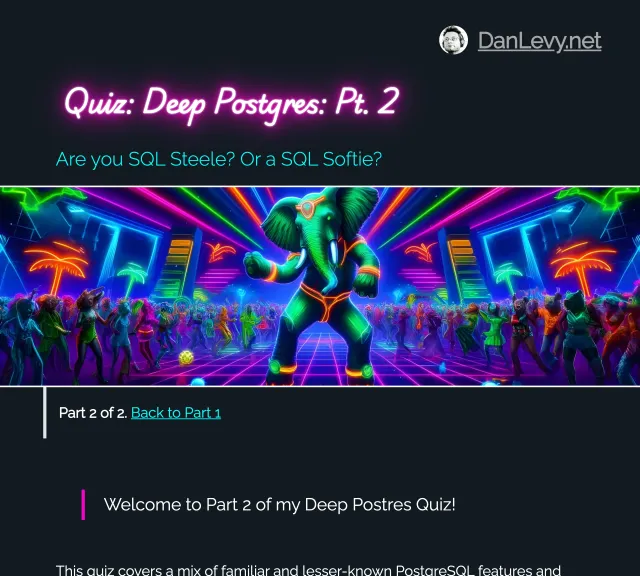 DanLevy.net
Quiz: Deep Postgres: Pt. 2
Are you SQL Steele? Or a SQL Softie?
Part 2 of 2. Back to Part 1
Welcome to Part 2 of my Deep Postres Quiz!
This quiz covers a mix of familiar and lesser-known PostgreSQL features and